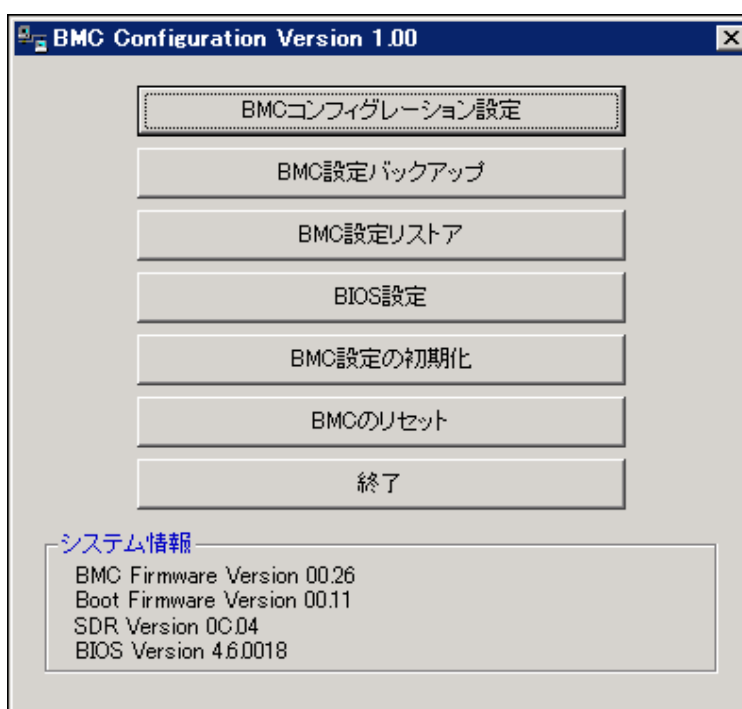 BMC Configuration Version 1.00
BMCコンフィグレーション設定
BMC設定バックアップ
BMC設定リストア
BIOS設定
BMC設定の初期化
BMCのリセット
終了
システム情報
BMC Firmware Version 00.26
Boot Firmware Version 00.11
SDR Version 0C.04
BIOS Version 4.6.0018